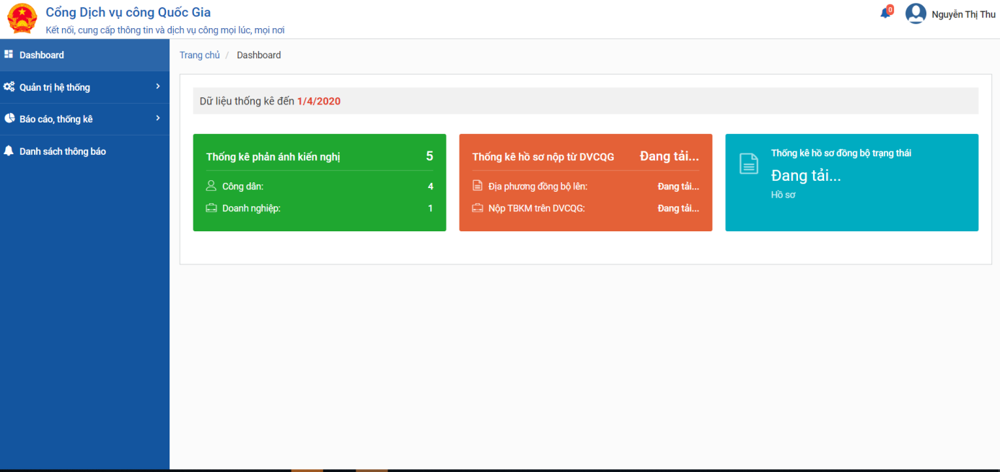 Cổng Dịch vụ công Quốc Gia
Kết nối, cung cấp thông tin và dịch vụ công mọi lúc, mọi nơi
0
Nguyễn Thị Thu
Dashboard
Quản trị hệ thống
Báo cáo, thống kê
Danh sách thông báo
Trang chủ / Dashboard
Dữ liệu thống kê đến 1/4/2020
Thống kê phản ánh kiến nghị 5
Công dân: 4
Doanh nghiệp: 1
Thống kê hồ sơ nộp từ DVCQG Đang tải...
Địa phương đồng bộ lên: Đang tải...
Nộp TBKM trên DVCQG: Đang tải...
Thống kê hồ sơ đồng bộ trạng thái
Đang tải...
Hồ sơ